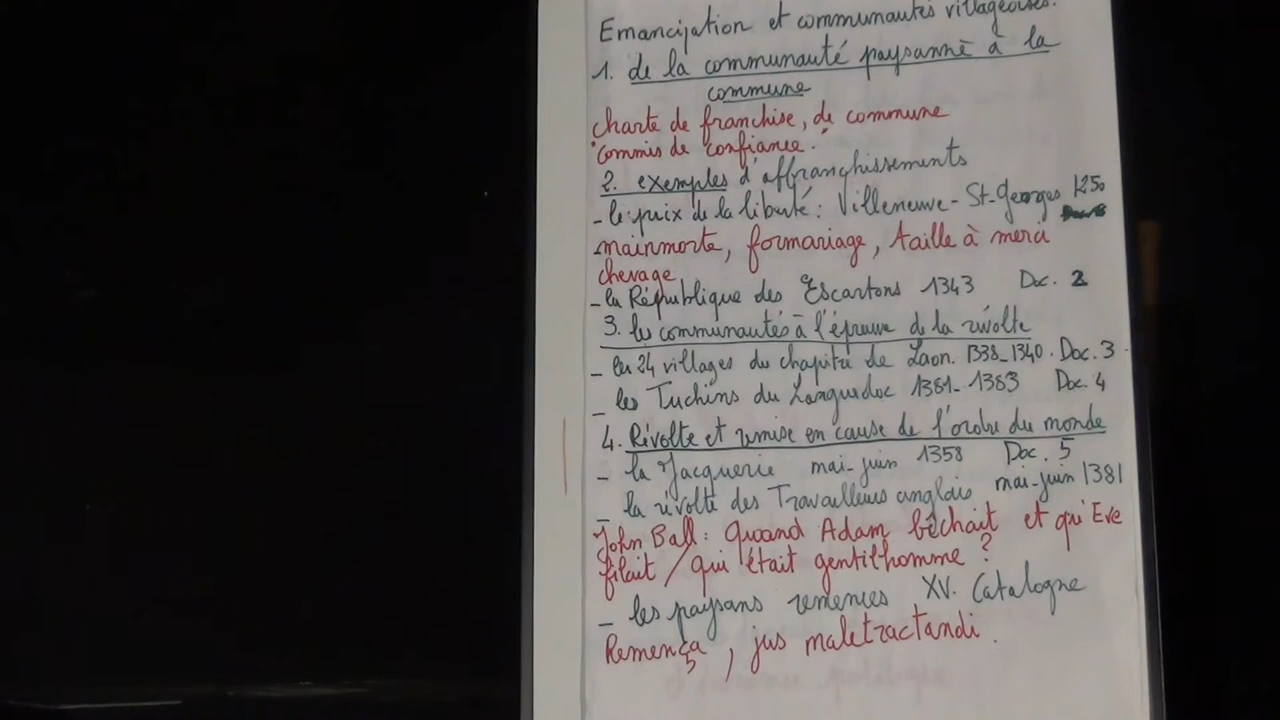 Emancipation et communautés villageoises.
1. de la communauté paysanne à la
commune
charte de franchise, de commune
"commis de confiance."
2. exemples d'affranchissements
- le prix de la liberté : Villeneuve-St-Georges 1250
mainmorte, formariage, taille à merci
chevage
- la République des Escartons 1343 Doc. 2
3. les communautés à l'épreuve de la révolte
- les 24 villages du chapitre de Laon. 1338-1340. Doc. 3
- les Tuchins du Languedoc 1381-1383 Doc. 4
4. Révolte et remise en cause de l'ordre du monde
- la Jacquerie mai-juin 1358 Doc. 5
- la révolte des Travailleurs anglois mai-juin 1381
John Ball : Quand Adam bêchait et qu'Eve
filait / qui était gentilhomme ?
- les paysans remences XV. Catalogne
Remença, jus maletractandi.